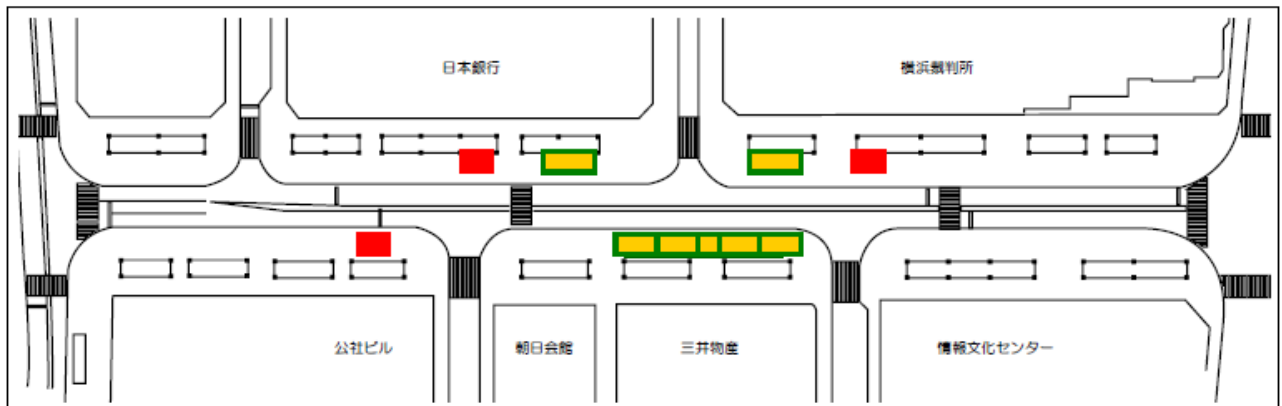 日本銀行
横浜裁判所
公社ビル
朝日会館
三井物産
情報文化センター